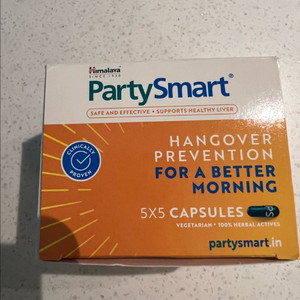 Himalaya
SINCE 1930
PartySmart®
SAFE AND EFFECTIVE • SUPPORTS HEALTHY LIVER
CLINICALLY
PROVEN
HANGOVER
PREVENTION
FOR A BETTER
MORNING
5X5 CAPSULES
PS
VEGETARIAN • 100% HERBAL ACTIVES
partysmart.in